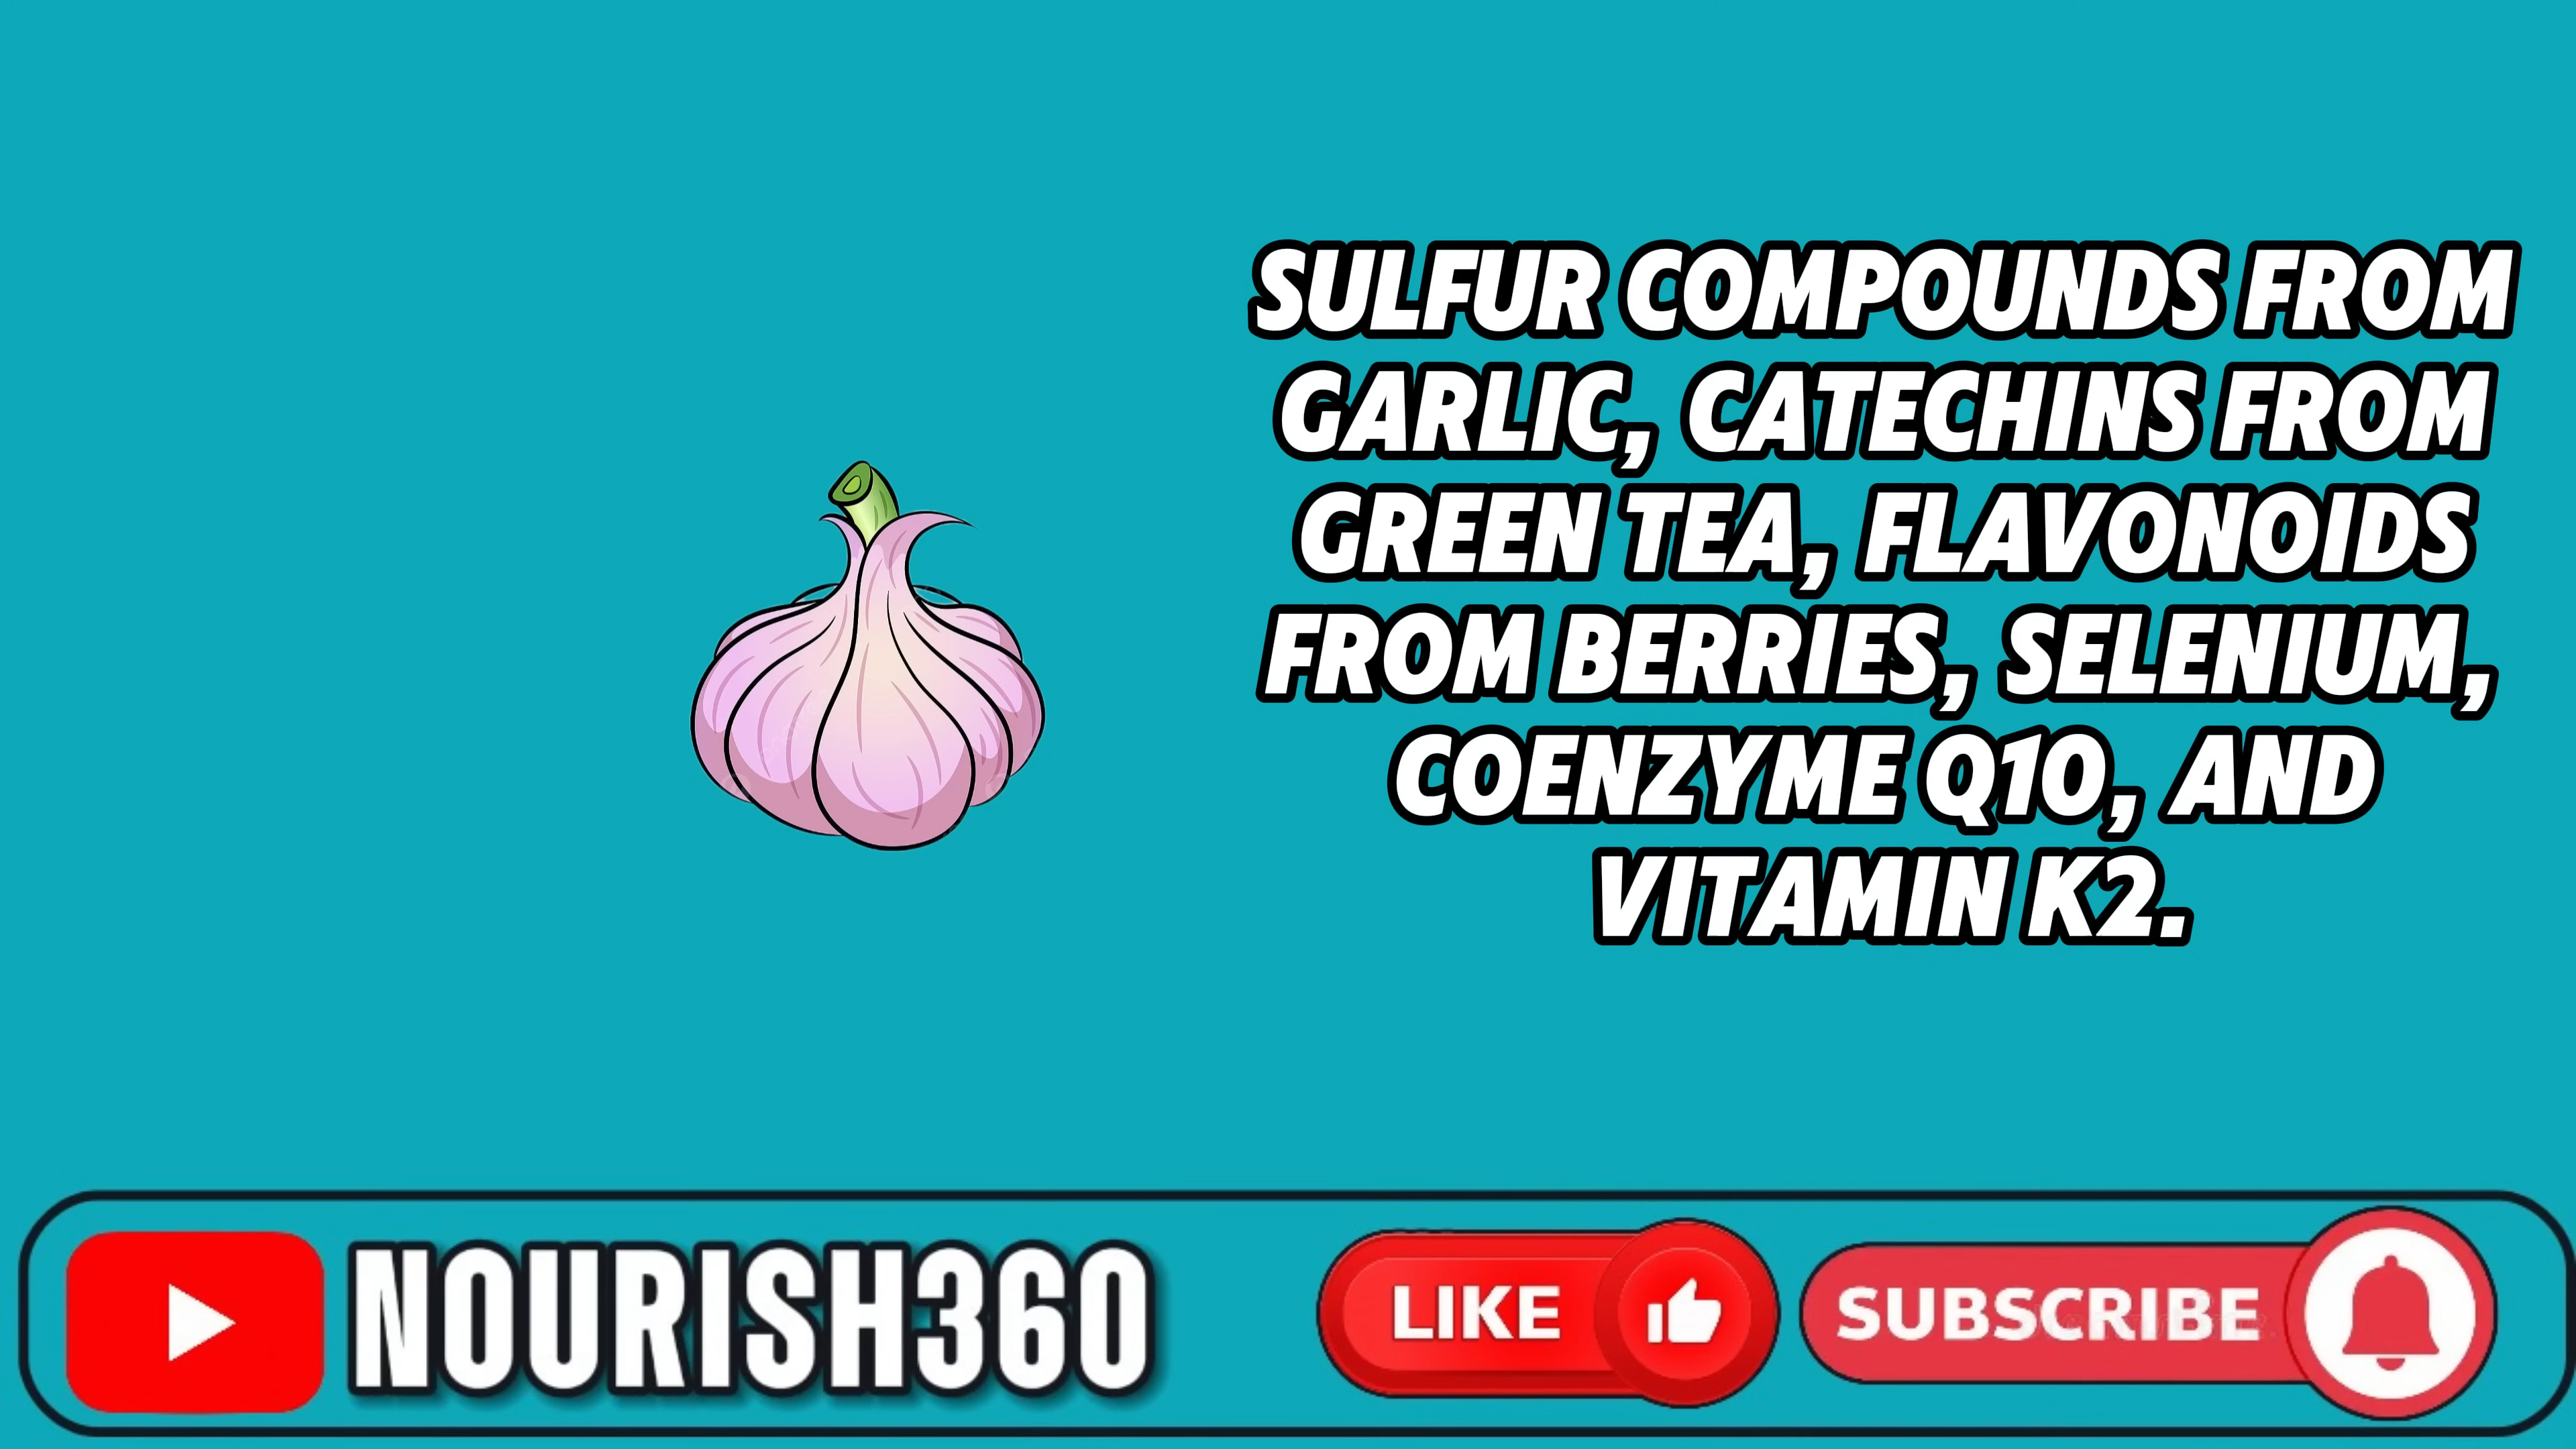 SULFUR COMPOUNDS FROM
GARLIC, CATECHINS FROM
GREEN TEA, FLAVONOIDS
FROM BERRIES, SELENIUM,
COENZYME Q10, AND
VITAMIN K2.
NOURISH360
LIKE
SUBSCRIBE